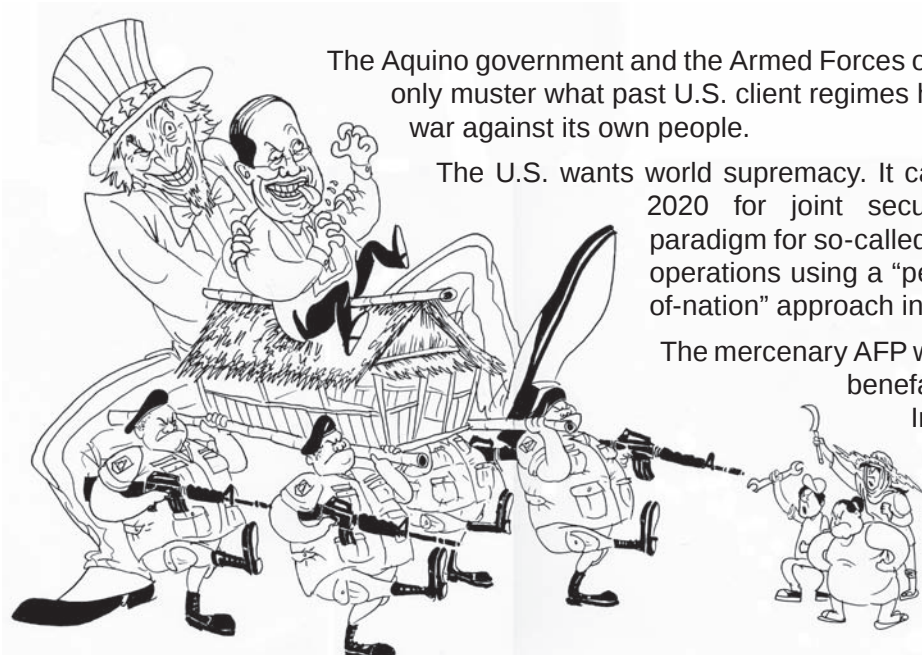 The Aquino government and the Armed Forces o
only muster what past U.S. client regimes h
war against its own people.
The U.S. wants world supremacy. It ca
2020 for joint secu
paradigm for so-called
operations using a “pe
of-nation” approach in
The mercenary AFP w
benefa
In